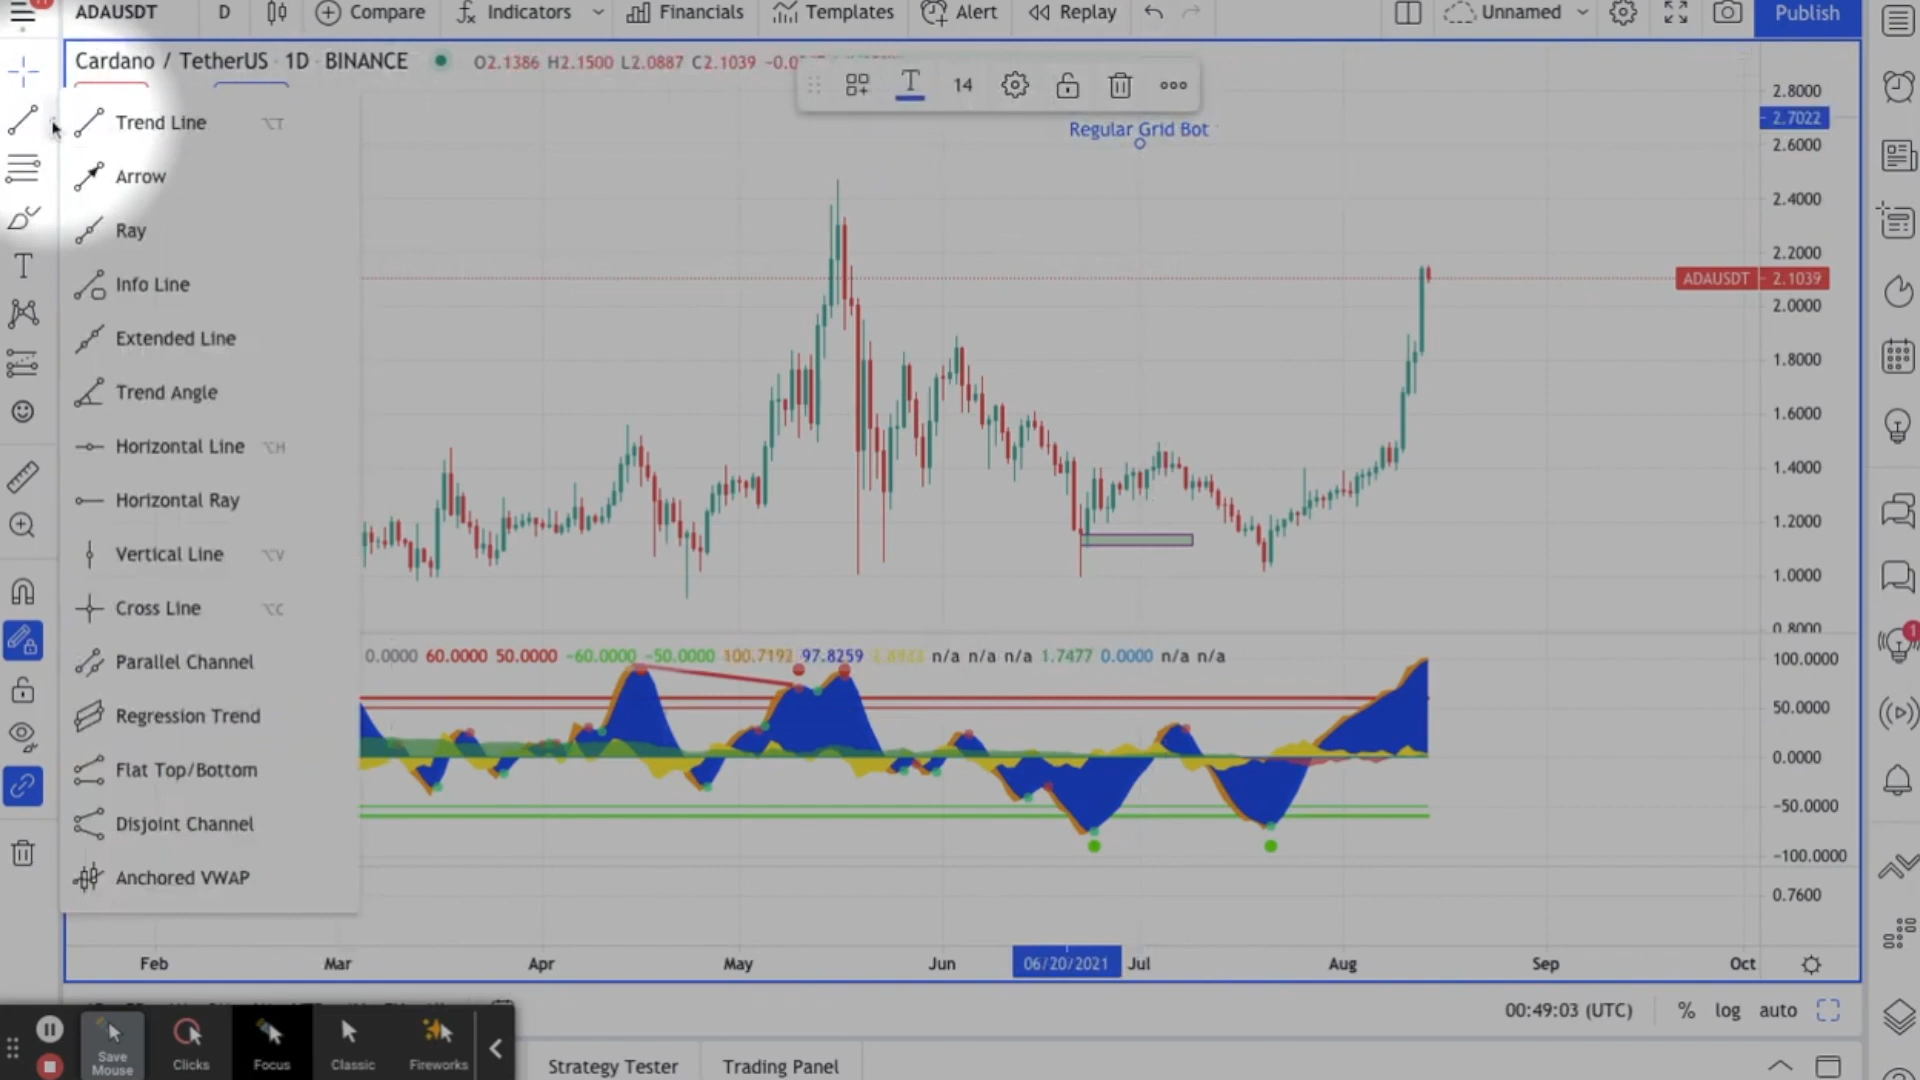 ADAUSDT D Compare Indicators Financials Templates Alert Replay Unnamed Publish
Cardano / TetherUS · 1D · BINANCE O2.1386 H2.1500 L2.0887 C2.1039
14
Regular Grid Bot
Trend Line ⌥T
Arrow
Ray
Info Line
Extended Line
Trend Angle
Horizontal Line ⌥H
Horizontal Ray
Vertical Line ⌥V
Cross Line ⌥C
Parallel Channel
Regression Trend
Flat Top/Bottom
Disjoint Channel
Anchored VWAP
2.8000
2.7022
2.6000
2.4000
2.2000
ADAUSDT 2.1039
2.0000
1.8000
1.6000
1.4000
1.2000
1.0000
0.8000
0.0000 60.0000 50.0000 −60.0000 −50.0000 100.7192 97.8259 n/a n/a n/a 1.7477 0.0000 n/a n/a
100.0000
50.0000
0.0000
−50.0000
−100.0000
0.7600
1
Feb Mar Apr May Jun 06/20/2021 Jul Aug Sep Oct
00:49:03 (UTC) % log auto
Save Mouse
Clicks
Focus
Classic
Fireworks
Strategy Tester Trading Panel